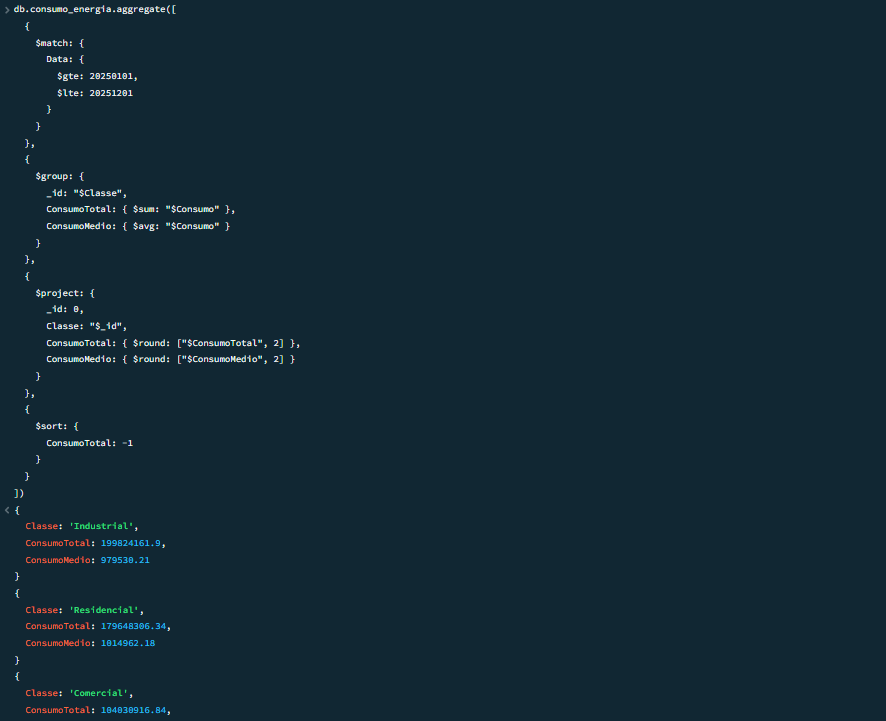 db.consumo_energia.aggregate([
{
$match: {
Data: {
$gte: 20250101,
$lte: 20251201
}
}
},
{
$group: {
_id: "$Classe",
ConsumoTotal: { $sum: "$Consumo" },
ConsumoMedio: { $avg: "$Consumo" }
}
},
{
$project: {
_id: 0,
Classe: "$_id",
ConsumoTotal: { $round: ["$ConsumoTotal", 2] },
ConsumoMedio: { $round: ["$ConsumoMedio", 2] }
}
},
{
$sort: {
ConsumoTotal: -1
}
}
])
{
Classe: 'Industrial',
ConsumoTotal: 199824161.9,
ConsumoMedio: 979530.21
}
{
Classe: 'Residencial',
ConsumoTotal: 179648306.34,
ConsumoMedio: 1014962.18
}
{
Classe: 'Comercial',
ConsumoTotal: 104030916.84,